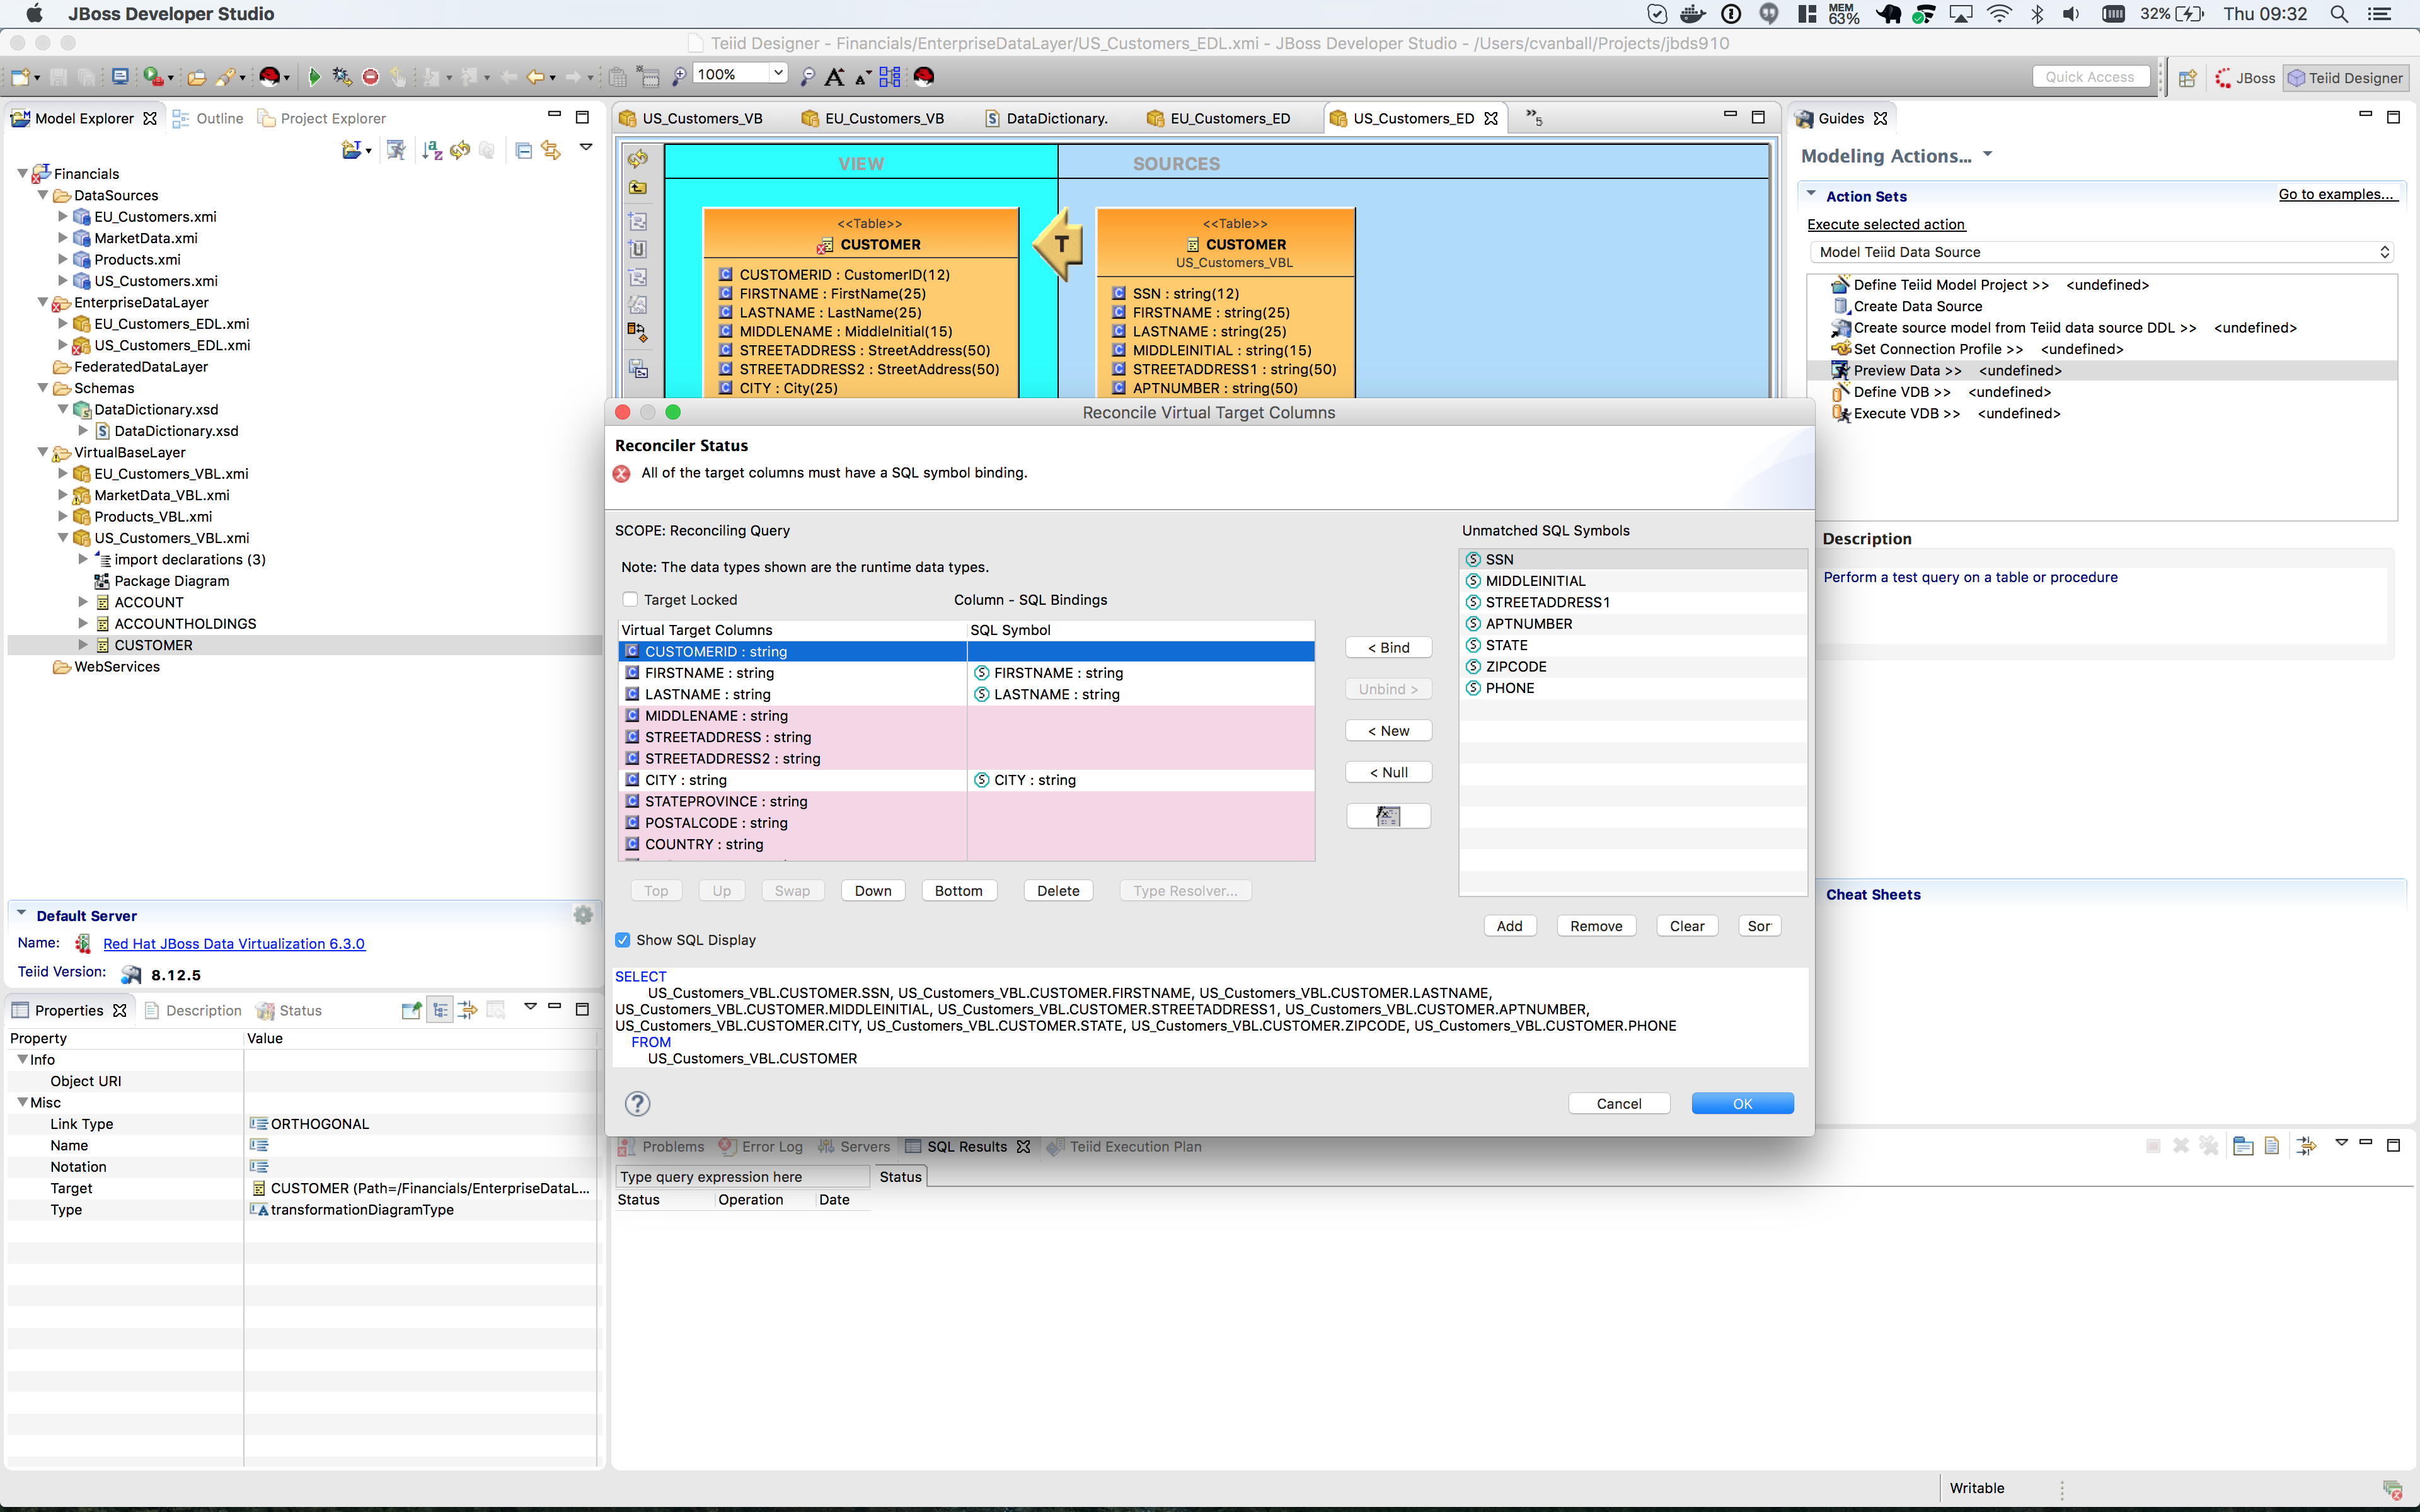 JBoss Developer Studio
MEM
63%
32%
Thu 09:32
Teiid Designer - Financials/EnterpriseDataLayer/US_Customers_EDL.xmi - JBoss Developer Studio - /Users/cvanball/Projects/jbds910
100%
Quick Access
JBoss
Teiid Designer
Model Explorer
Outline
Project Explorer
Financials
DataSources
EU_Customers.xmi
MarketData.xmi
Products.xmi
US_Customers.xmi
EnterpriseDataLayer
EU_Customers_EDL.xmi
US_Customers_EDL.xmi
FederatedDataLayer
Schemas
DataDictionary.xsd
DataDictionary.xsd
VirtualBaseLayer
EU_Customers_VBL.xmi
MarketData_VBL.xmi
Products_VBL.xmi
US_Customers_VBL.xmi
import declarations (3)
Package Diagram
ACCOUNT
ACCOUNTHOLDINGS
CUSTOMER
WebServices
Default Server
Name:
Red Hat JBoss Data Virtualization 6.3.0
Teiid Version:
8.12.5
Properties
Description
Status
Property
Value
Info
Object URI
Misc
Link Type
ORTHOGONAL
Name
Notation
Target
CUSTOMER (Path=/Financials/EnterpriseDataL...
Type
transformationDiagramType
US_Customers_VB
EU_Customers_VB
DataDictionary.
EU_Customers_ED
US_Customers_ED
»5
VIEW
SOURCES
<<Table>>
CUSTOMER
CUSTOMERID : CustomerID(12)
FIRSTNAME : FirstName(25)
LASTNAME : LastName(25)
MIDDLENAME : MiddleInitial(15)
STREETADDRESS : StreetAddress(50)
STREETADDRESS2 : StreetAddress(50)
CITY : City(25)
T
<<Table>>
CUSTOMER
US_Customers_VBL
SSN : string(12)
FIRSTNAME : string(25)
LASTNAME : string(25)
MIDDLEINITIAL : string(15)
STREETADDRESS1 : string(50)
APTNUMBER : string(50)
Reconcile Virtual Target Columns
Reconciler Status
All of the target columns must have a SQL symbol binding.
SCOPE: Reconciling Query
Note: The data types shown are the runtime data types.
Target Locked
Column - SQL Bindings
Virtual Target Columns
SQL Symbol
CUSTOMERID : string
FIRSTNAME : string
FIRSTNAME : string
LASTNAME : string
LASTNAME : string
MIDDLENAME : string
STREETADDRESS : string
STREETADDRESS2 : string
CITY : string
CITY : string
STATEPROVINCE : string
POSTALCODE : string
COUNTRY : string
Top
Up
Swap
Down
Bottom
Delete
Type Resolver...
< Bind
Unbind >
< New
< Null
Unmatched SQL Symbols
SSN
MIDDLEINITIAL
STREETADDRESS1
APTNUMBER
STATE
ZIPCODE
PHONE
Add
Remove
Clear
Sor
Show SQL Display
SELECT
US_Customers_VBL.CUSTOMER.SSN, US_Customers_VBL.CUSTOMER.FIRSTNAME, US_Customers_VBL.CUSTOMER.LASTNAME,
US_Customers_VBL.CUSTOMER.MIDDLEINITIAL, US_Customers_VBL.CUSTOMER.STREETADDRESS1, US_Customers_VBL.CUSTOMER.APTNUMBER,
US_Customers_VBL.CUSTOMER.CITY, US_Customers_VBL.CUSTOMER.STATE, US_Customers_VBL.CUSTOMER.ZIPCODE, US_Customers_VBL.CUSTOMER.PHONE
FROM
US_Customers_VBL.CUSTOMER
Cancel
OK
Problems
Error Log
Servers
SQL Results
Teiid Execution Plan
Type query expression here
Status
Status
Operation
Date
Guides
Modeling Actions...
Action Sets
Go to examples...
Execute selected action
Model Teiid Data Source
Define Teiid Model Project >> <undefined>
Create Data Source
Create source model from Teiid data source DDL >> <undefined>
Set Connection Profile >> <undefined>
Preview Data >> <undefined>
Define VDB >> <undefined>
Execute VDB >> <undefined>
Description
Perform a test query on a table or procedure
Cheat Sheets
Writable